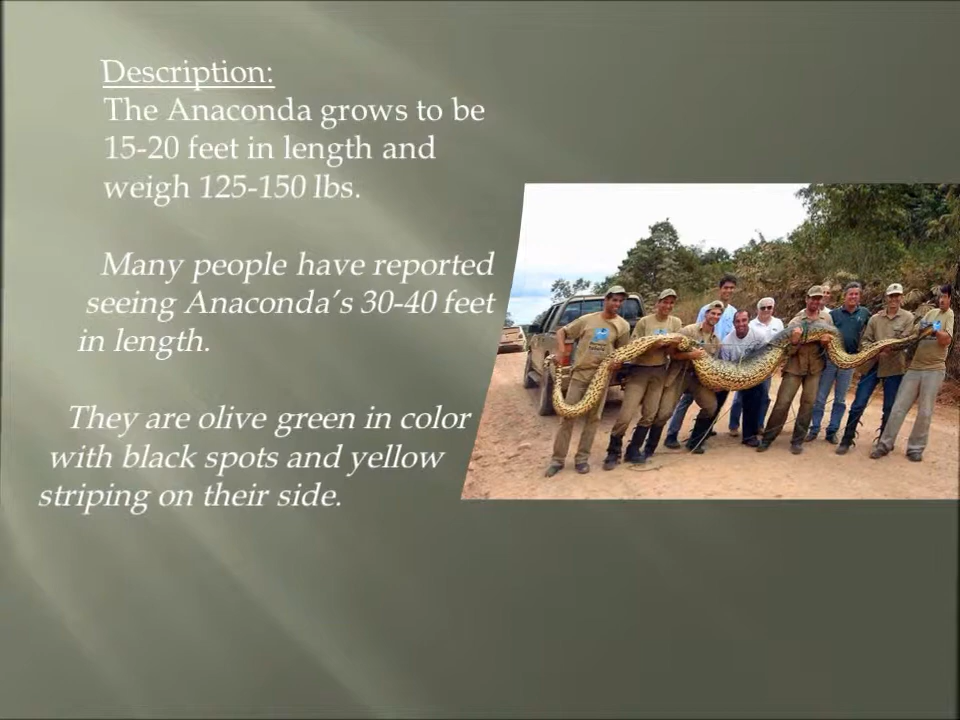 Description:
The Anaconda grows to be
15-20 feet in length and
weigh 125-150 lbs.
Many people have reported
seeing Anaconda’s 30-40 feet
in length.
They are olive green in color
with black spots and yellow
striping on their side.